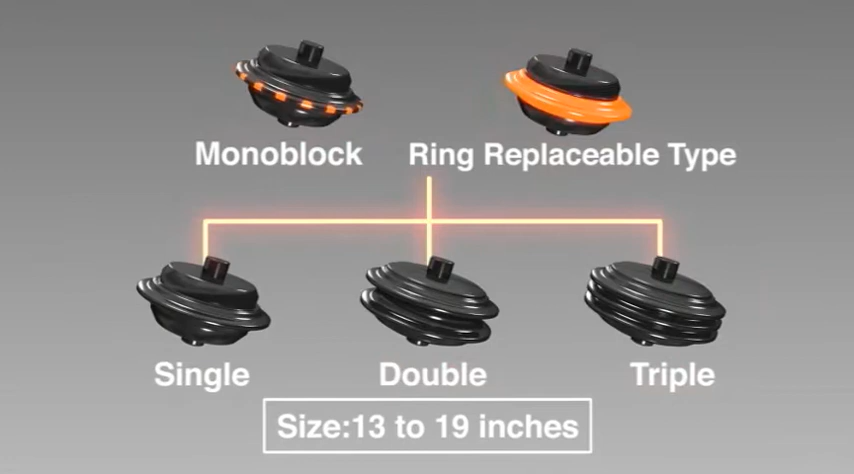 Monoblock
Ring Replaceable Type
Single
Double
Triple
Size:13 to 19 inches